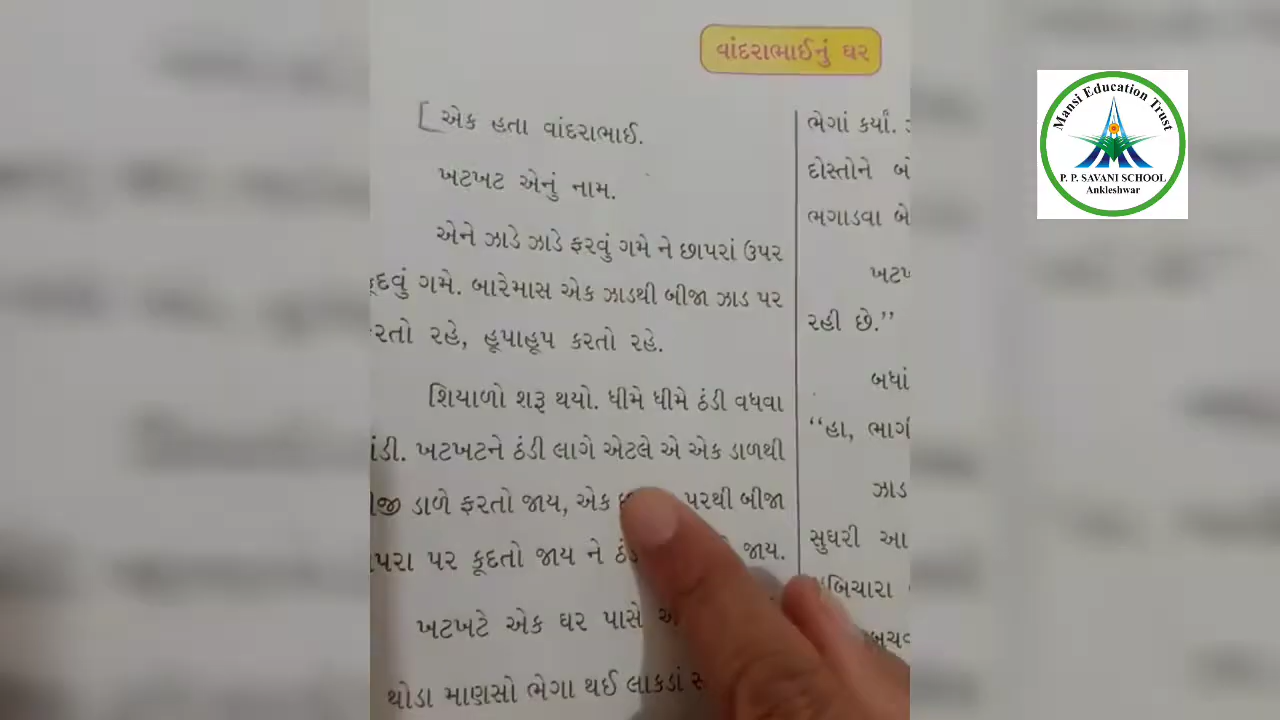 વાંદરાભાઈનું ઘર
એક હતા વાંદરાભાઈ.
ખટખટ એનું નામ.
એને ઝાડે ઝાડે ફરવું ગમે ને છાપરાં ઉપર
કૂદવું ગમે. બારેમાસ એક ઝાડથી બીજા ઝાડ પર
રહે, હૂપાહૂપ કરતો રહે.
શિયાળો શરૂ થયો. ધીમે ધીમે ઠંડી વધવા
ખટખટને ઠંડી લાગે એટલે એ એક ડાળથી
ડાળે ફરતો જાય, એક પરથી બીજા
પર કૂદતો જાય ને જાય.
ખટખટે એક ઘર પાસે
થોડા માણસો ભેગા થઈ લાકડાં
ભેગાં કર્યાં.
દોસ્તોને
ભગાડવા
રહી છે.”
બધાં
“હા,
ઝાડ
સુઘરી
Mansi Education Trust
P. P. SAVANI SCHOOL
Ankleshwar